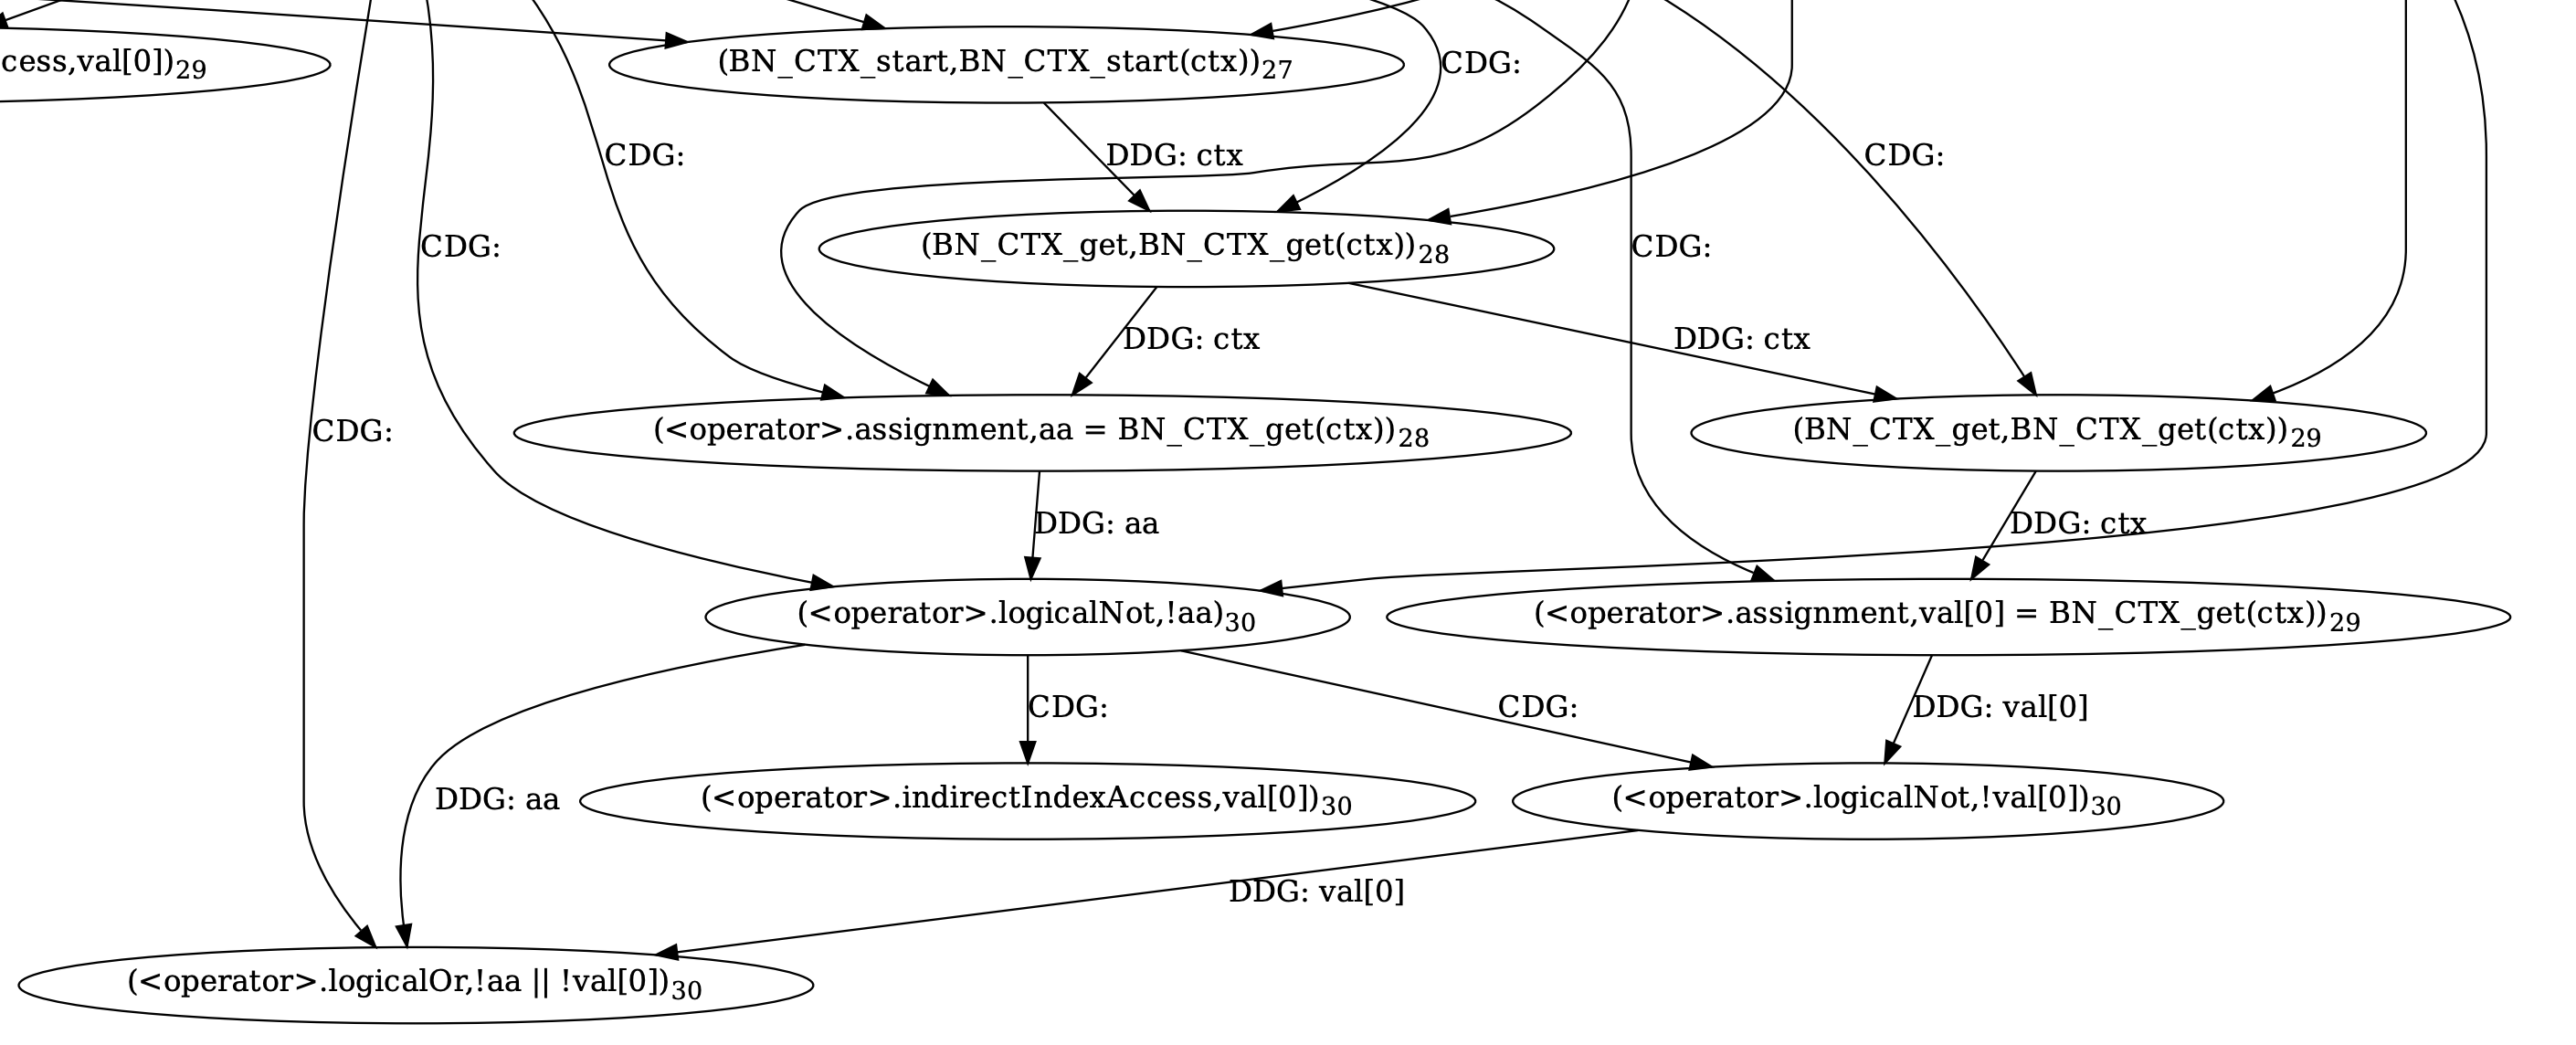 cess,val[0])29
(BN_CTX_start,BN_CTX_start(ctx))27
CDG:
CDG:
DDG: ctx
CDG:
CDG:
(BN_CTX_get,BN_CTX_get(ctx))28
CDG:
DDG: ctx
DDG: ctx
CDG:
(<operator>.assignment,aa = BN_CTX_get(ctx))28
(BN_CTX_get,BN_CTX_get(ctx))29
DDG: aa
DDG: ctx
(<operator>.logicalNot,!aa)30
(<operator>.assignment,val[0] = BN_CTX_get(ctx))29
CDG:
CDG:
DDG: val[0]
DDG: aa
(<operator>.indirectIndexAccess,val[0])30
(<operator>.logicalNot,!val[0])30
DDG: val[0]
(<operator>.logicalOr,!aa || !val[0])30